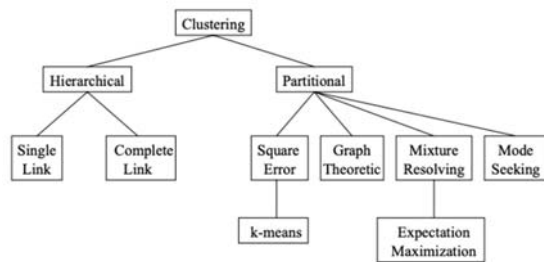 Clustering
Hierarchical
Partitional
Single
Link
Complete
Link
Square
Error
Graph
Theoretic
Mixture
Resolving
Mode
Seeking
k-means
Expectation
Maximization